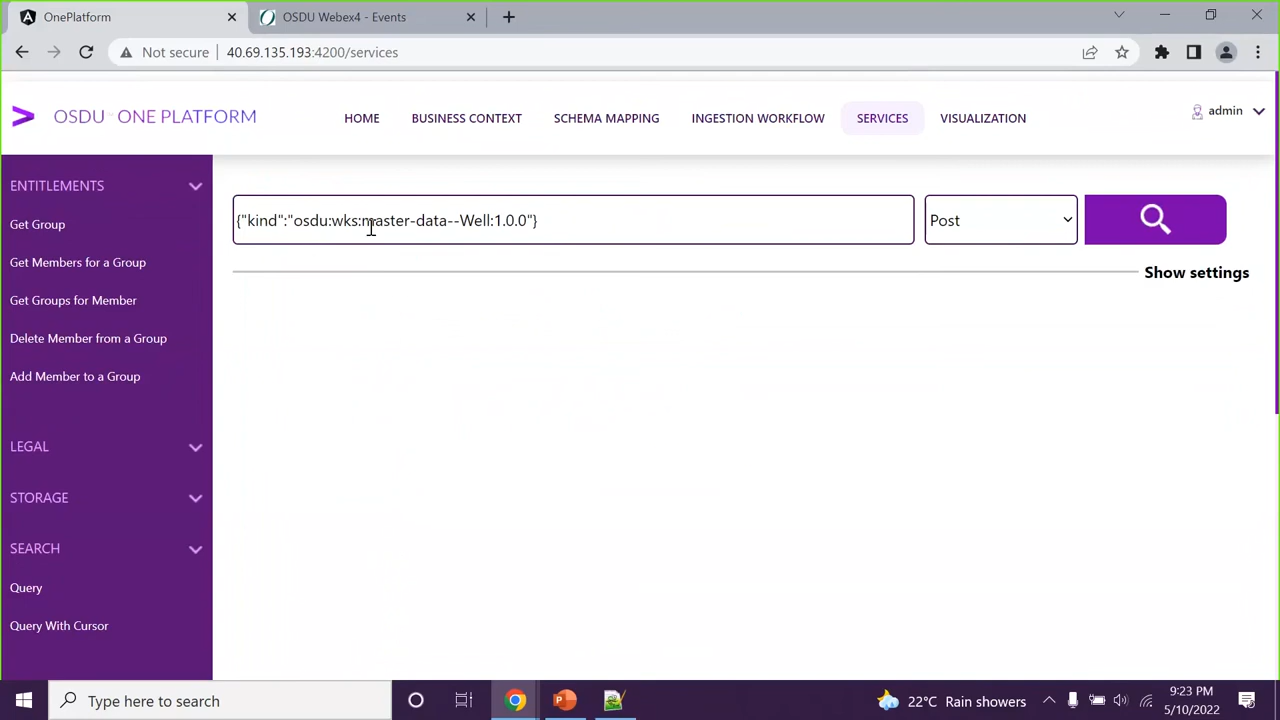 OnePlatform
OSDU Webex4 - Events
Not secure
40.69.135.193:4200/services
OSDU ONE PLATFORM
HOME
BUSINESS CONTEXT
SCHEMA MAPPING
INGESTION WORKFLOW
SERVICES
VISUALIZATION
admin
ENTITLEMENTS
Get Group
Get Members for a Group
Get Groups for Member
Delete Member from a Group
Add Member to a Group
LEGAL
STORAGE
SEARCH
Query
Query With Cursor
{"kind":"osdu:wks:master-data--Well:1.0.0"}
Post
Show settings
Type here to search
22°C Rain showers
9:23 PM
5/10/2022